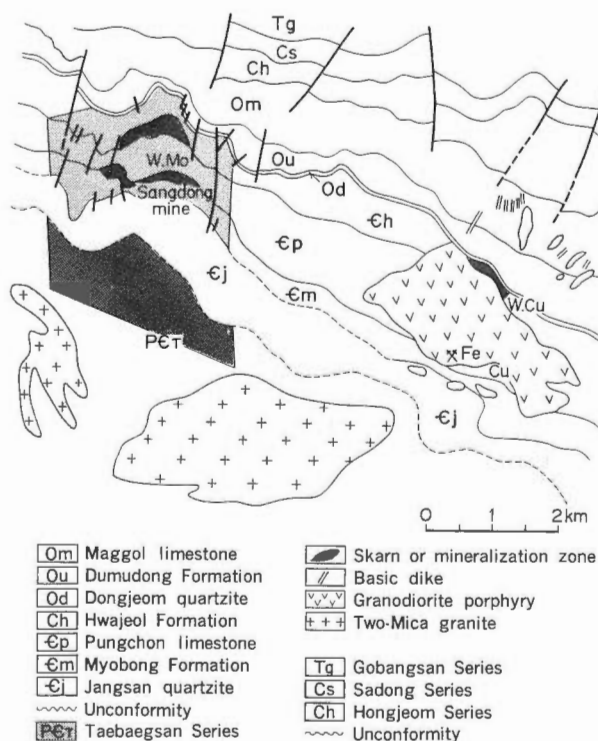 Tg
Cs
Ch
Om
Ou
W.Mo
Od
Sangdong
mine
Єh
Єp
Єj
Єm
W.Cu
PЄτ
Fe
Cu
Єj
0 1 2km
Om Maggol limestone
Ou Dumudong Formation
Od Dongjeom quartzite
Ch Hwajeol Formation
Єp Pungchon limestone
Єm Myobong Formation
Єj Jangsan quartzite
Unconformity
PЄτ Taebaegsan Series
Skarn or mineralization zone
Basic dike
Granodiorite porphyry
Two-Mica granite
Tg Gobangsan Series
Cs Sadong Series
Ch Hongjeom Series
Unconformity